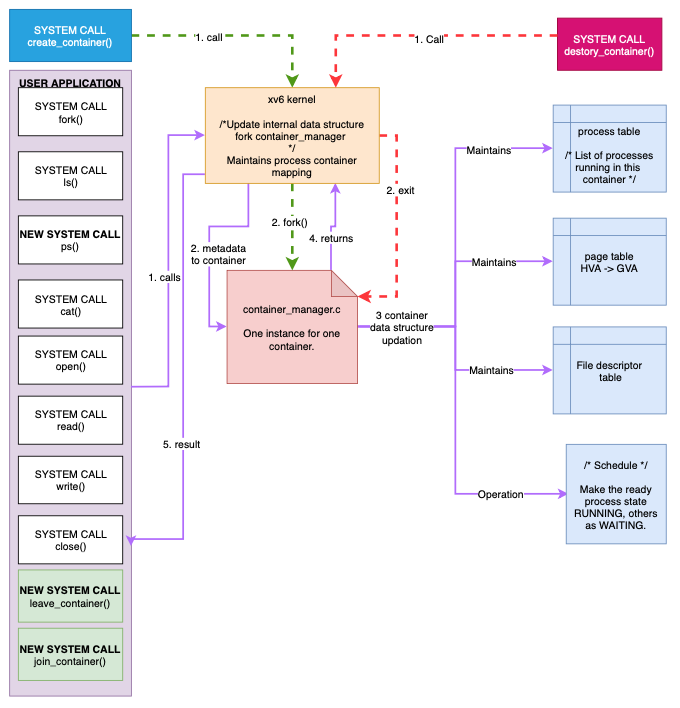 SYSTEM CALL
create_container()
1. call
1. Call
SYSTEM CALL
destory_container()
USER APPLICATION
SYSTEM CALL
fork()
SYSTEM CALL
ls()
NEW SYSTEM CALL
ps()
SYSTEM CALL
cat()
SYSTEM CALL
open()
SYSTEM CALL
read()
SYSTEM CALL
write()
SYSTEM CALL
close()
NEW SYSTEM CALL
leave_container()
NEW SYSTEM CALL
join_container()
xv6 kernel
/*Update internal data structure
fork container_manager
*/
Maintains process container
mapping
1. calls
5. result
2. metadata
to container
2. fork()
4. returns
2. exit
container_manager.c
One instance for one
container.
3 container
data structure
updation
Maintains
process table
/* List of processes
running in this
container */
Maintains
page table
HVA -> GVA
Maintains
File descriptor
table
Operation
/* Schedule */
Make the ready
process state
RUNNING, others
as WAITING.